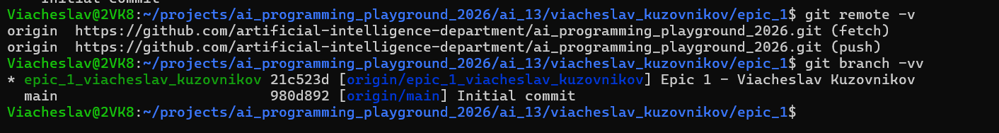 Initial commit
Viacheslav@2VK8:~/projects/ai_programming_playground_2026/ai_13/viacheslav_kuzovnikov/epic_1$ git remote -v
origin  https://github.com/artificial-intelligence-department/ai_programming_playground_2026.git (fetch)
origin  https://github.com/artificial-intelligence-department/ai_programming_playground_2026.git (push)
Viacheslav@2VK8:~/projects/ai_programming_playground_2026/ai_13/viacheslav_kuzovnikov/epic_1$ git branch -vv
* epic_1_viacheslav_kuzovnikov 21c523d [origin/epic_1_viacheslav_kuzovnikov] Epic 1 - Viacheslav Kuzovnikov
  main                         980d892 [origin/main] Initial commit
Viacheslav@2VK8:~/projects/ai_programming_playground_2026/ai_13/viacheslav_kuzovnikov/epic_1$